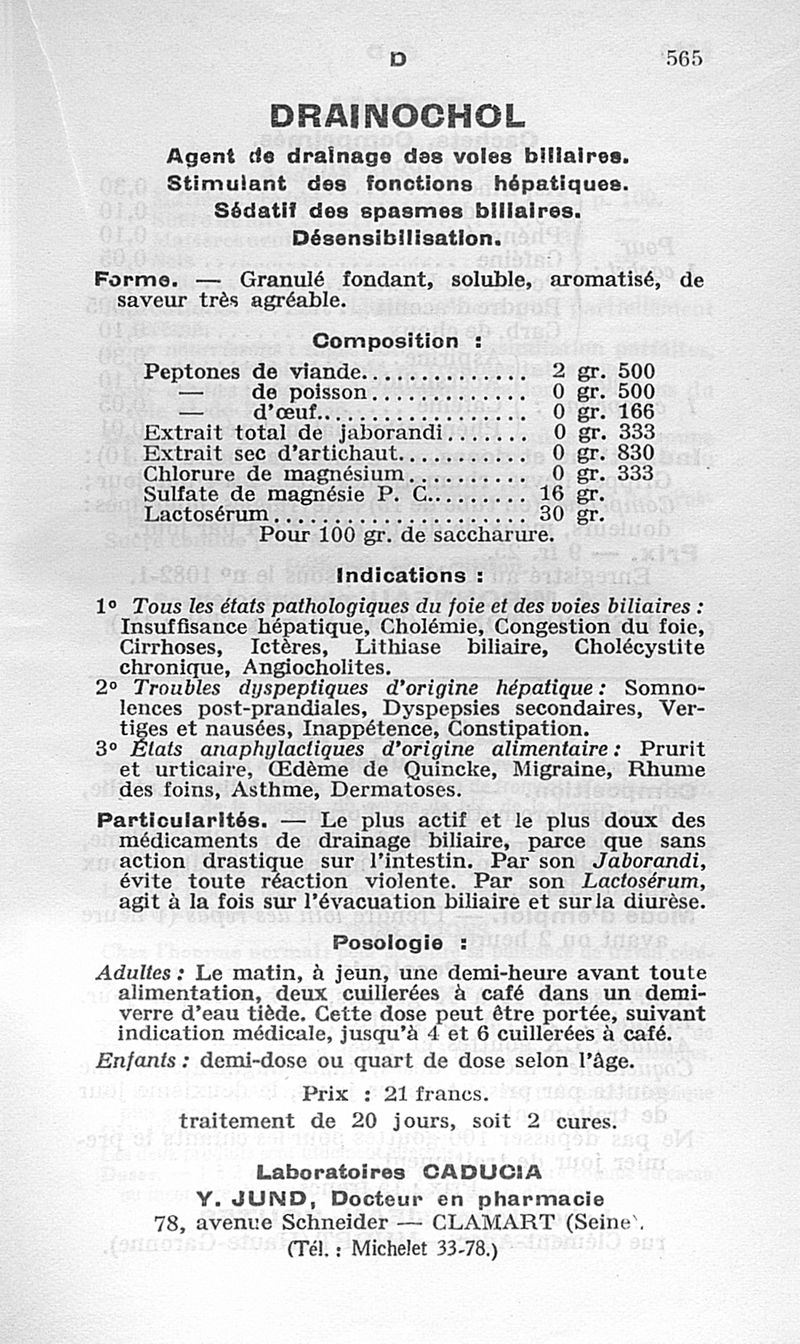 D 565
DRAINOCHOL
Agent de drainage des voies biliaires.
Stimulant des fonctions hépatiques.
Sédatif des spasmes biliaires.
Désensibilisation.
Forme. — Granulé fondant, soluble, aromatisé, de
saveur très agréable.
Composition :
Peptones de viande.............. 2 gr. 500
— de poisson............. 0 gr. 500
— d'œuf.................. 0 gr. 166
Extrait total de jaborandi....... 0 gr. 333
Extrait sec d'artichaut........... 0 gr. 830
Chlorure de magnésium.......... 0 gr. 333
Sulfate de magnésie P. C......... 16 gr.
Lactosérum...................... 30 gr.
Pour 100 gr. de saccharure.
Indications :
1° Tous les états pathologiques du foie et des voies biliaires :
Insuffisance hépatique, Cholémie, Congestion du foie,
Cirrhoses, Ictères, Lithiase biliaire, Cholécystite
chronique, Angiocholites.
2° Troubles dyspeptiques d'origine hépatique : Somno-
lences post-prandiales, Dyspepsies secondaires, Ver-
tiges et nausées, Inappétence, Constipation.
3° États anaphylactiques d'origine alimentaire : Prurit
et urticaire, Œdème de Quincke, Migraine, Rhume
des foins, Asthme, Dermatoses.
Particularités. — Le plus actif et le plus doux des
médicaments de drainage biliaire, parce que sans
action drastique sur l'intestin. Par son Jaborandi,
évite toute réaction violente. Par son Lactosérum,
agit à la fois sur l'évacuation biliaire et sur la diurèse.
Posologie :
Adultes : Le matin, à jeun, une demi-heure avant toute
alimentation, deux cuillerées à café dans un demi-
verre d'eau tiède. Cette dose peut être portée, suivant
indication médicale, jusqu'à 4 et 6 cuillerées à café.
Enfants : demi-dose ou quart de dose selon l'âge.
Prix : 21 francs.
traitement de 20 jours, soit 2 cures.
Laboratoires CADUCIA
Y. JUND, Docteur en pharmacie
78, avenue Schneider — CLAMART (Seine).
(Tél. : Michelet 33-78.)